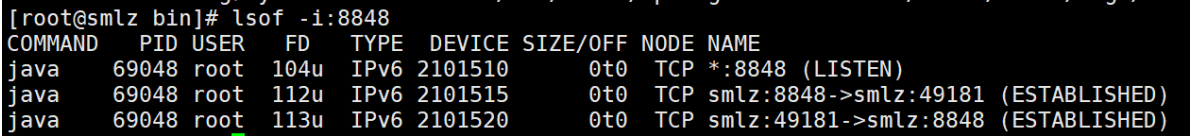 [root@smlz bin]# lsof -i:8848
COMMAND   PID USER   FD   TYPE  DEVICE SIZE/OFF NODE NAME
java    69048 root  104u  IPv6 2101510      0t0  TCP *:8848 (LISTEN)
java    69048 root  112u  IPv6 2101515      0t0  TCP smlz:8848->smlz:49181 (ESTABLISHED)
java    69048 root  113u  IPv6 2101520      0t0  TCP smlz:49181->smlz:8848 (ESTABLISHED)